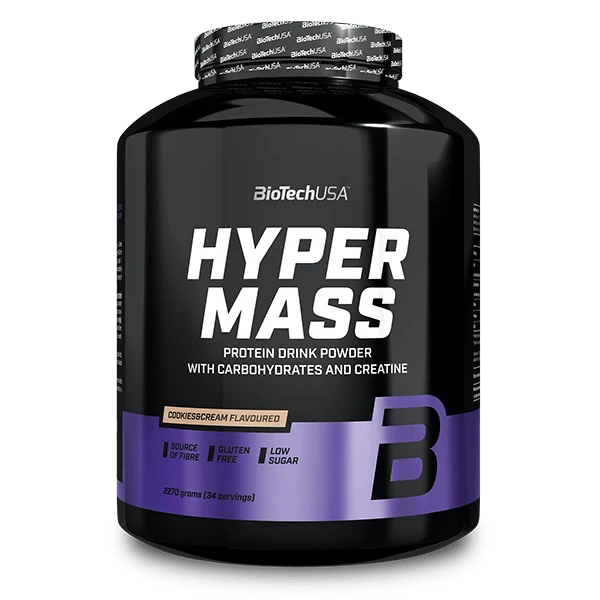 BioTechUSA
BioTechUSA
HYPER
MASS
PROTEIN DRINK POWDER
WITH CARBOHYDRATES AND CREATINE
COOKIES&CREAM FLAVOURED
SOURCE
OF FIBRE
GLUTEN
FREE
LOW
SUGAR
B
2270 grams (34 servings)